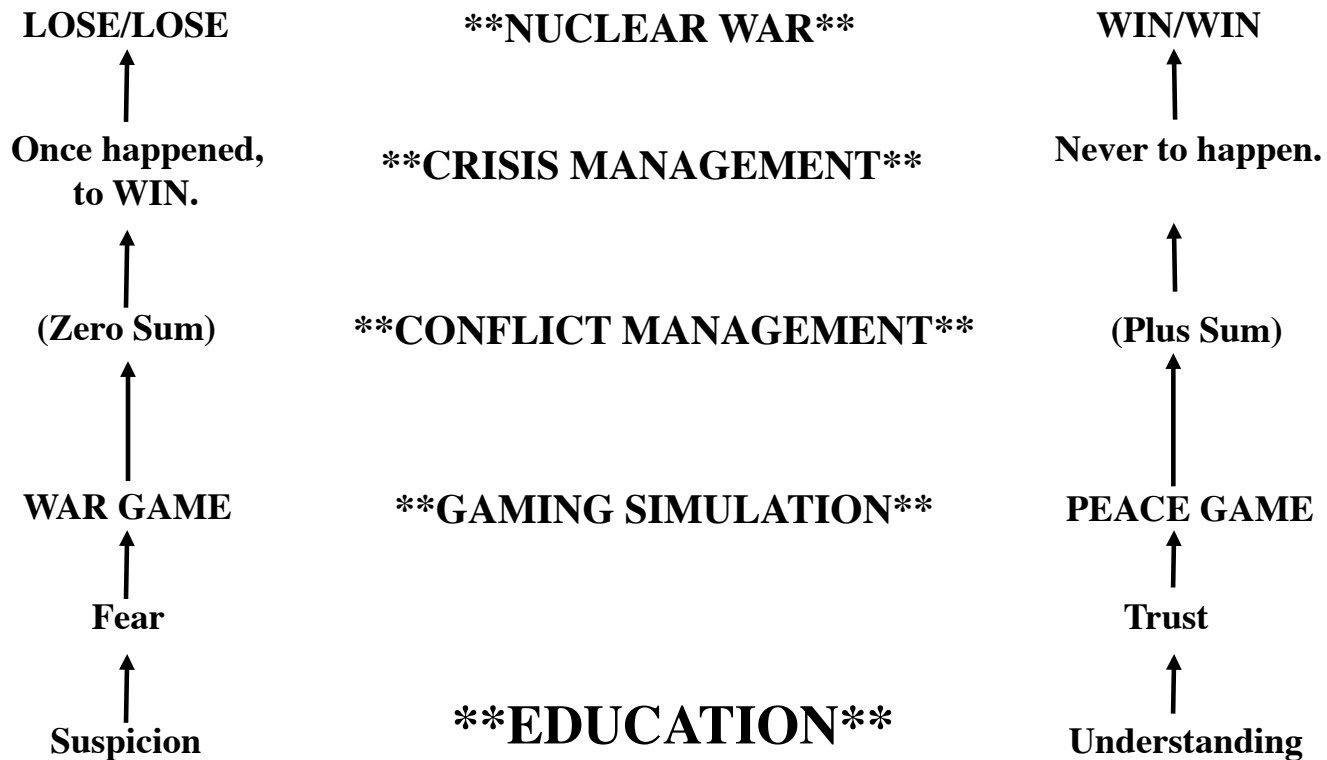 LOSE/LOSE **NUCLEAR WAR** WIN/WIN
Once happened,
to WIN.
**CRISIS MANAGEMENT**
Never to happen.
(Zero Sum) **CONFLICT MANAGEMENT** (Plus Sum)
WAR GAME **GAMING SIMULATION** PEACE GAME
Fear Trust
Suspicion **EDUCATION** Understanding